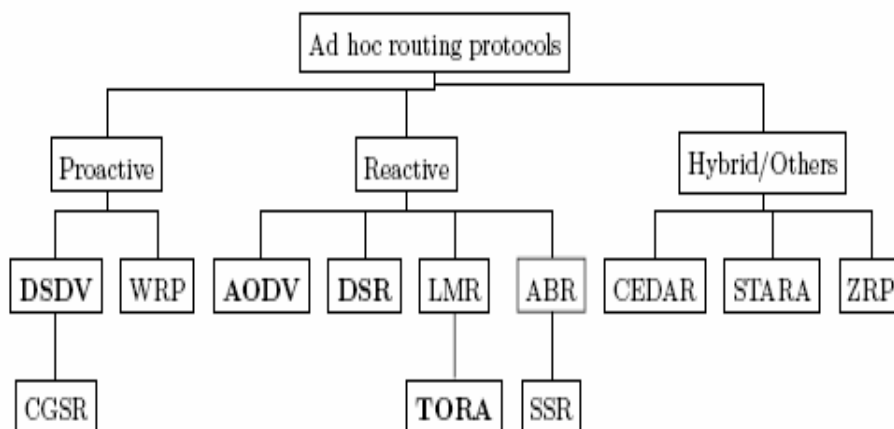 Ad hoc routing protocols
Proactive
Reactive
Hybrid/Others
DSDV
WRP
AODV
DSR
LMR
ABR
CEDAR
STARA
ZRP
CGSR
TORA
SSR